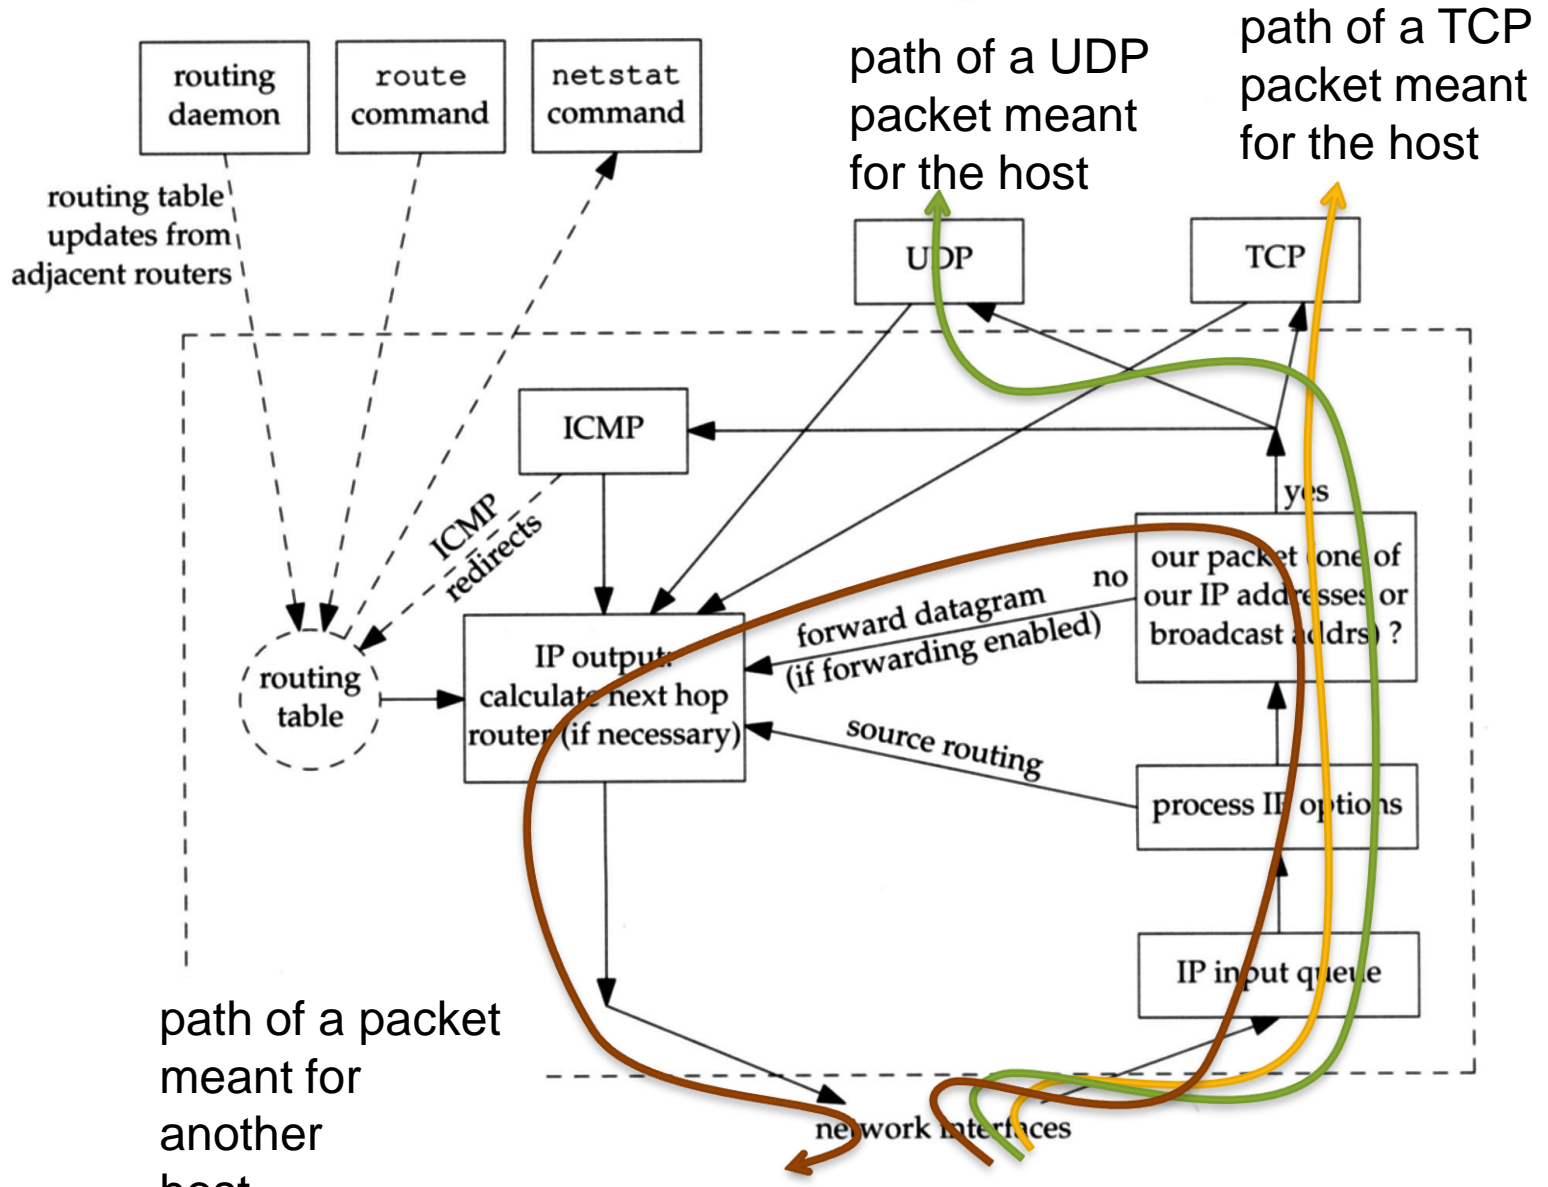 routing
daemon
route
command
netstat
command
path of a UDP
packet meant
for the host
path of a TCP
packet meant
for the host
routing table
updates from
adjacent routers
UDP
TCP
ICMP
ICMP
redirects
yes
our packet (one of
our IP addresses or
broadcast addrs) ?
no
forward datagram
(if forwarding enabled)
IP output:
calculate next hop
router (if necessary)
routing
table
source routing
process IP options
IP input queue
path of a packet
meant for
another
host
network interfaces